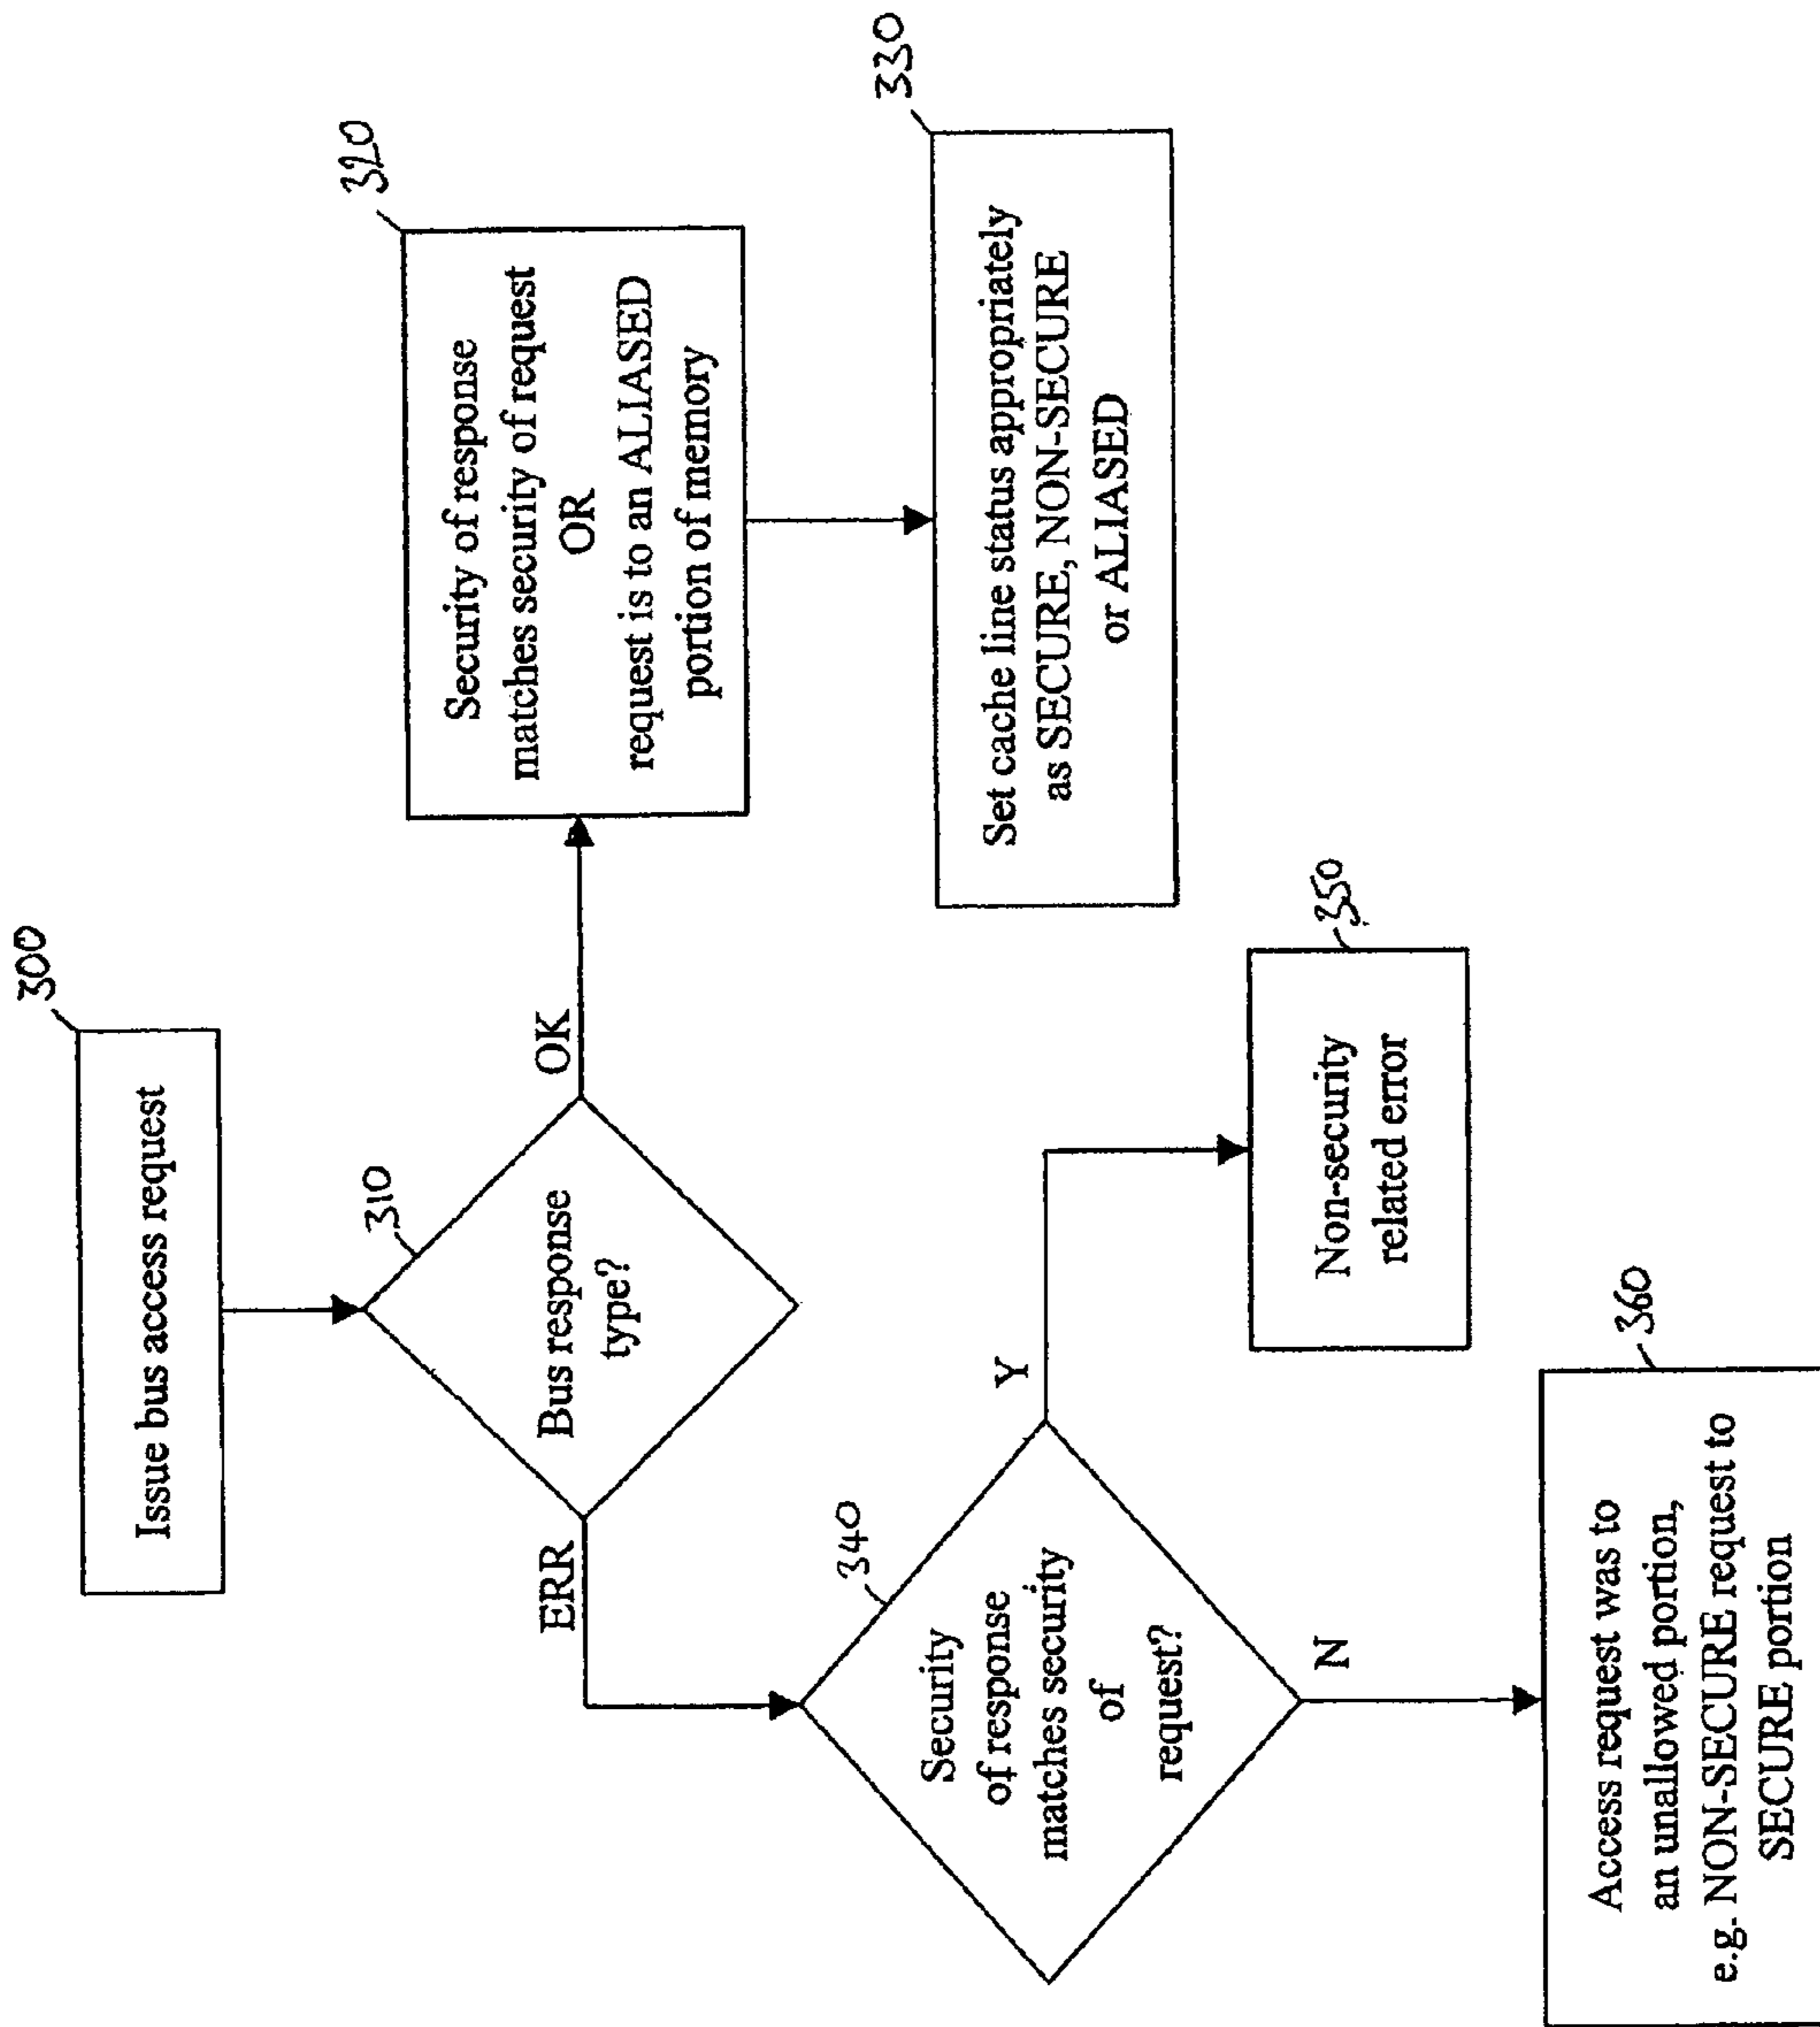 300
Issue bus access request
310
Bus response
type?
OK
ERR
320
Security of response
matches security of request
OR
request is to an ALIASED
portion of memory
330
Set cache line status appropriately
as SECURE, NON-SECURE
or ALIASED
340
Security
of response
matches security
of
request?
Y
N
350
Non-security
related error
360
Access request was to
an unallowed portion,
e.g. NON-SECURE request to
SECURE portion